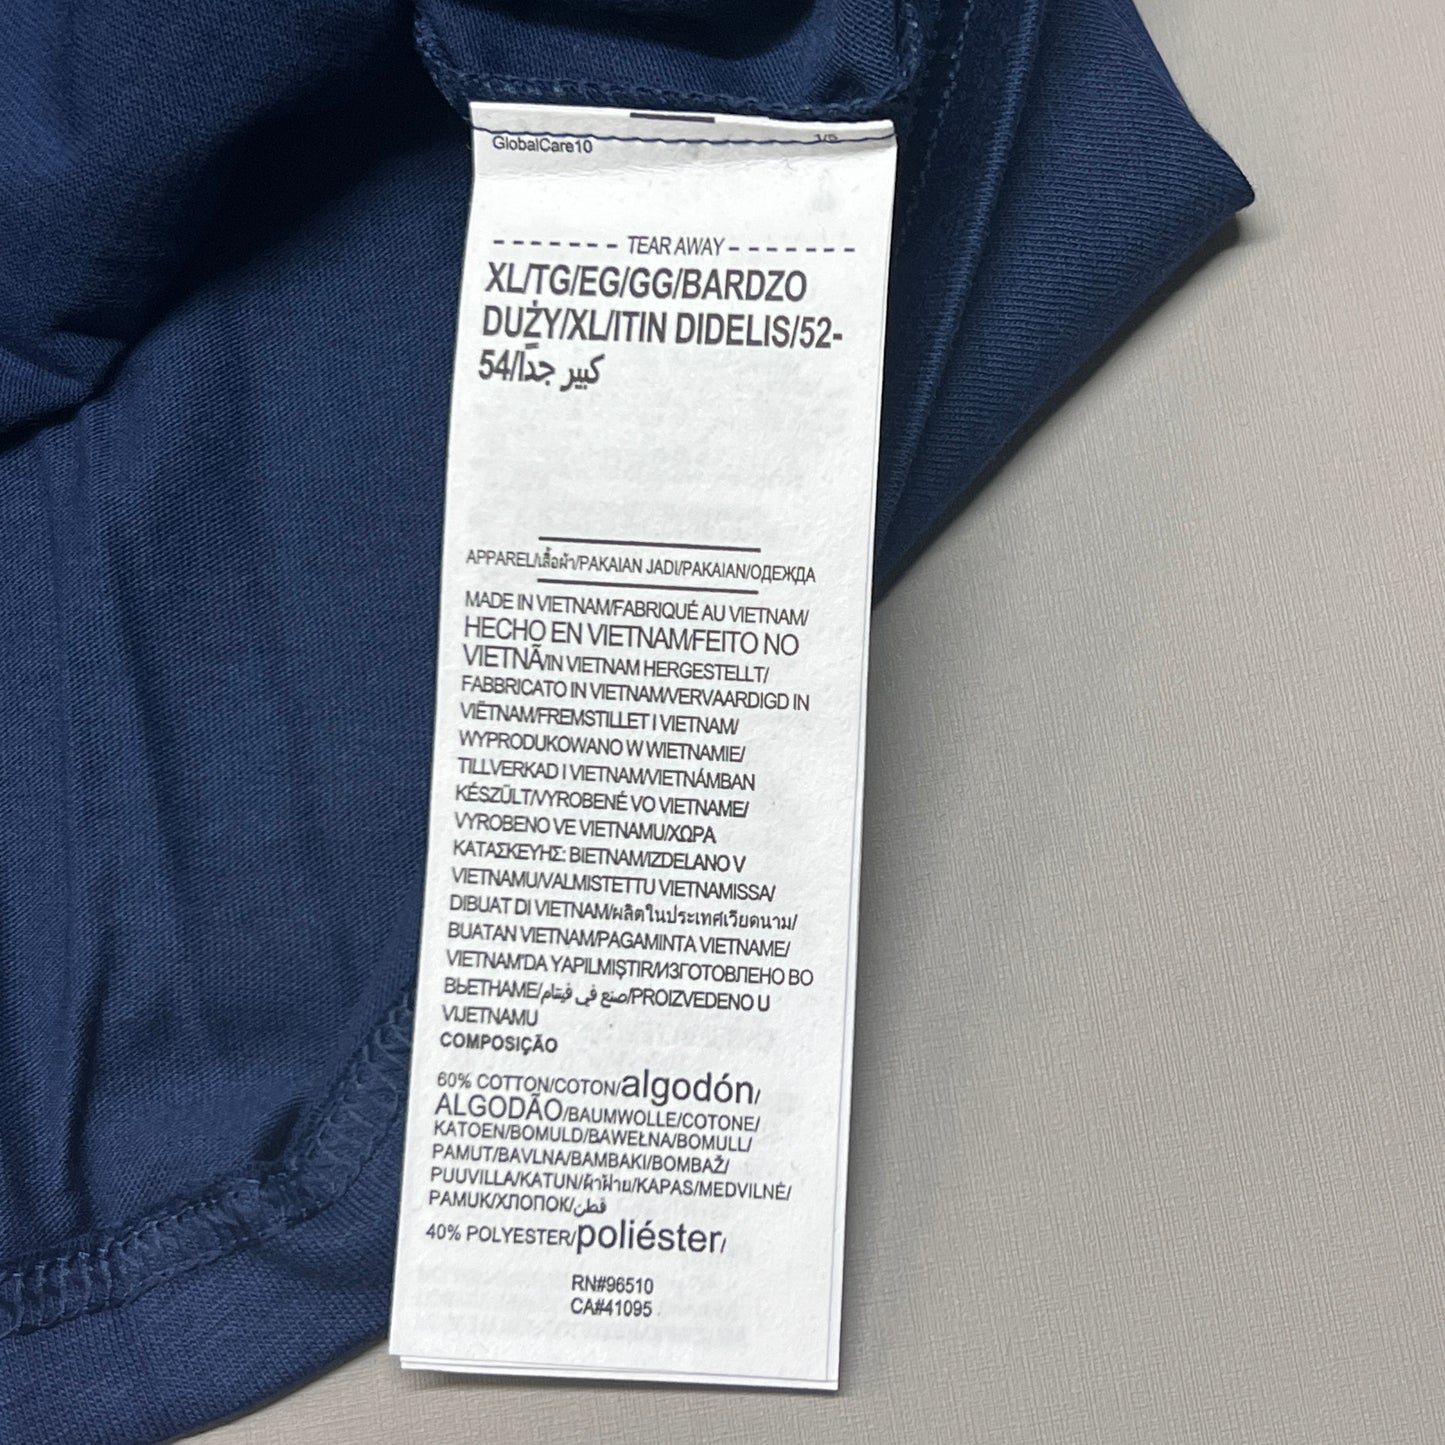 GlobalCare10 1/5
- - - - - - - TEAR AWAY - - - - - - -
XL/TG/EG/GG/BARDZO
DUŻY/XL/ITIN DIDELIS/52-
54/كبير جدًا
APPAREL/เสื้อผ้า/PAKAIAN JADI/PAKAIAN/ОДЕЖДА
MADE IN VIETNAM/FABRIQUÉ AU VIETNAM/
HECHO EN VIETNAM/FEITO NO
VIETNÃ/IN VIETNAM HERGESTELLT/
FABBRICATO IN VIETNAM/VERVAARDIGD IN
VIËTNAM/FREMSTILLET I VIETNAM/
WYPRODUKOWANO W WIETNAMIE/
TILLVERKAD I VIETNAM/VIETNÁMBAN
KÉSZÜLT/VYROBENÉ VO VIETNAME/
VYROBENO VE VIETNAMU/ΧΩΡΑ
ΚΑΤΑΣΚΕΥΗΣ: ΒΙΕΤΝΑΜ/IZDELANO V
VIETNAMU/VALMISTETTU VIETNAMISSA/
DIBUAT DI VIETNAM/ผลิตในประเทศเวียดนาม/
BUATAN VIETNAM/PAGAMINTA VIETNAME/
VIETNAM'DA YAPILMIŞTIR/ИЗГОТОВЛЕНО ВО
ВЬЕТНАМЕ/صنع في فيتنام/PROIZVEDENO U
VIJETNAMU
COMPOSIÇÃO
60% COTTON/COTON/algodón/
ALGODÃO/BAUMWOLLE/COTONE/
KATOEN/BOMULD/BAWEŁNA/BOMULL/
PAMUT/BAVLNA/BAMBAKI/BOMBAŽ/
PUUVILLA/KATUN/ผ้าฝ้าย/KAPAS/MEDVILNĖ/
PAMUK/ХЛОПОК/قطن
40% POLYESTER/poliéster/
RN#96510
CA#41095